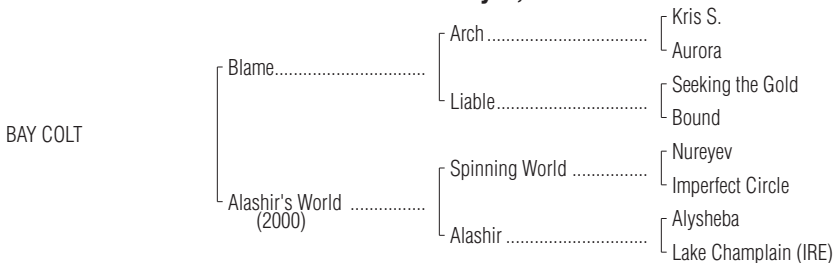 Kris S.
Arch
Aurora
Blame
Seeking the Gold
Liable
Bound
BAY COLT
Nureyev
Spinning World
Imperfect Circle
Alashir's World
(2000)
Alysheba
Alashir
Lake Champlain (IRE)